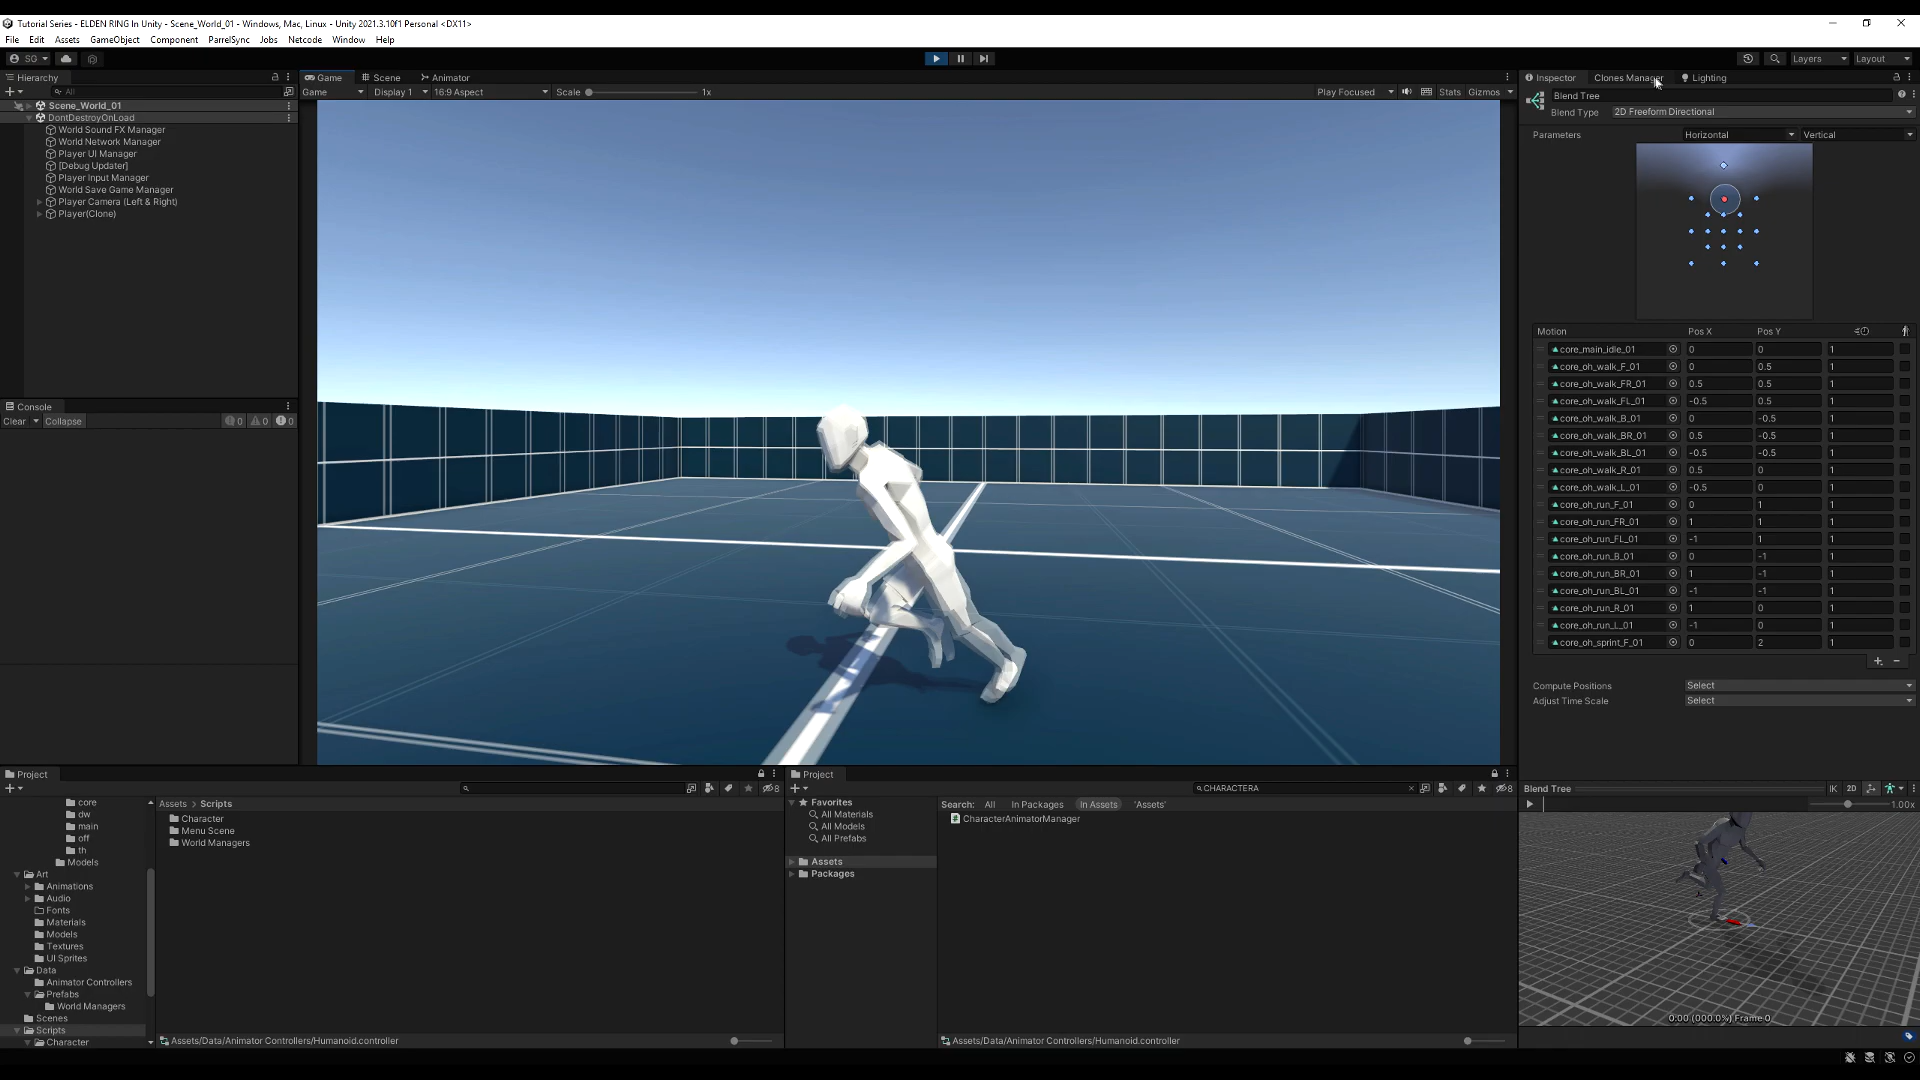 Tutorial Series - ELDEN RING In Unity - Scene_World_01 - Windows, Mac, Linux - Unity 2021.3.10f1 Personal <DX11>
File Edit Assets GameObject Component ParrelSync Jobs Netcode Window Help
SG Layers Layout
Hierarchy
All
Scene_World_01
DontDestroyOnLoad
World Sound FX Manager
World Network Manager
Player UI Manager
[Debug Updater]
Player Input Manager
World Save Game Manager
Player Camera (Left & Right)
Player(Clone)
Console
Clear Collapse 0 0 0
Game Scene Animator
Game Display 1 16:9 Aspect Scale 1x Play Focused Stats Gizmos
Inspector Clones Manager Lighting
Blend Tree
Blend Type 2D Freeform Directional
Parameters Horizontal Vertical
Motion Pos X Pos Y
core_main_idle_01 0 0 1
core_oh_walk_F_01 0 0.5 1
core_oh_walk_FR_01 0.5 0.5 1
core_oh_walk_FL_01 -0.5 0.5 1
core_oh_walk_B_01 0 -0.5 1
core_oh_walk_BR_01 0.5 -0.5 1
core_oh_walk_BL_01 -0.5 -0.5 1
core_oh_walk_R_01 0.5 0 1
core_oh_walk_L_01 -0.5 0 1
core_oh_run_F_01 0 1 1
core_oh_run_FR_01 1 1 1
core_oh_run_FL_01 -1 1 1
core_oh_run_B_01 0 -1 1
core_oh_run_BR_01 1 -1 1
core_oh_run_BL_01 -1 -1 1
core_oh_run_R_01 1 0 1
core_oh_run_L_01 -1 0 1
core_oh_sprint_F_01 0 2 1
Compute Positions Select
Adjust Time Scale Select
Blend Tree IK 2D 1.00x
0:00 (000.0%) Frame 0
Project
8
core
dw
main
off
th
Models
Art
Animations
Audio
Fonts
Materials
Models
Textures
UI Sprites
Data
Animator Controllers
Prefabs
World Managers
Scenes
Scripts
Character
Assets > Scripts
Character
Menu Scene
World Managers
Assets/Data/Animator Controllers/Humanoid.controller
Project
CHARACTERA 8
Favorites
All Materials
All Models
All Prefabs
Assets
Packages
Search: All In Packages In Assets 'Assets'
CharacterAnimatorManager
Assets/Data/Animator Controllers/Humanoid.controller